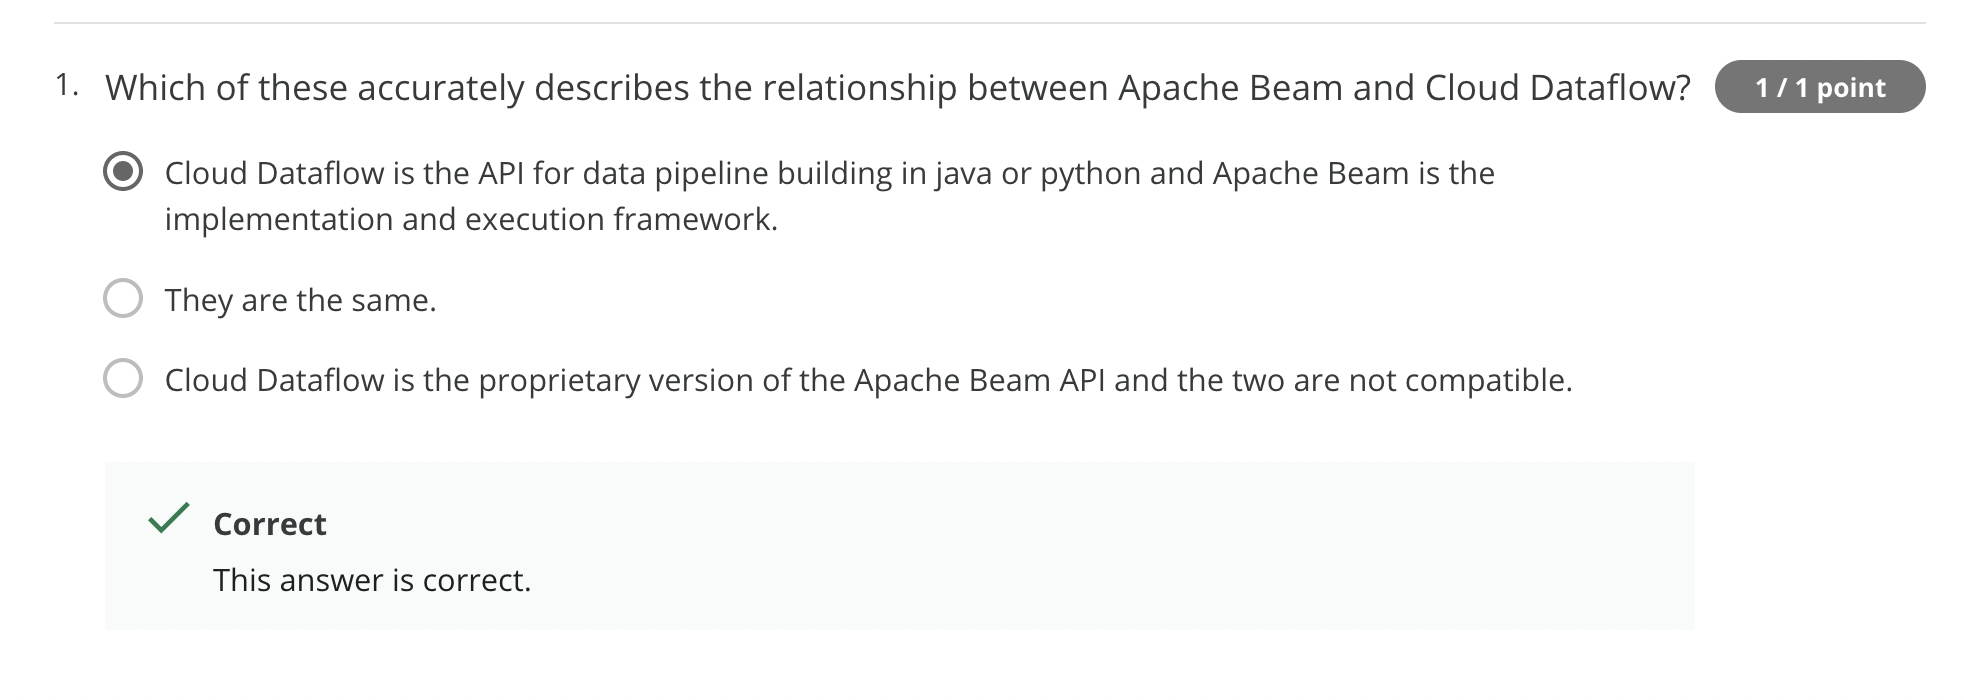 1. Which of these accurately describes the relationship between Apache Beam and Cloud Dataflow? 1 / 1 point
Cloud Dataflow is the API for data pipeline building in java or python and Apache Beam is the
implementation and execution framework.
They are the same.
Cloud Dataflow is the proprietary version of the Apache Beam API and the two are not compatible.
Correct
This answer is correct.